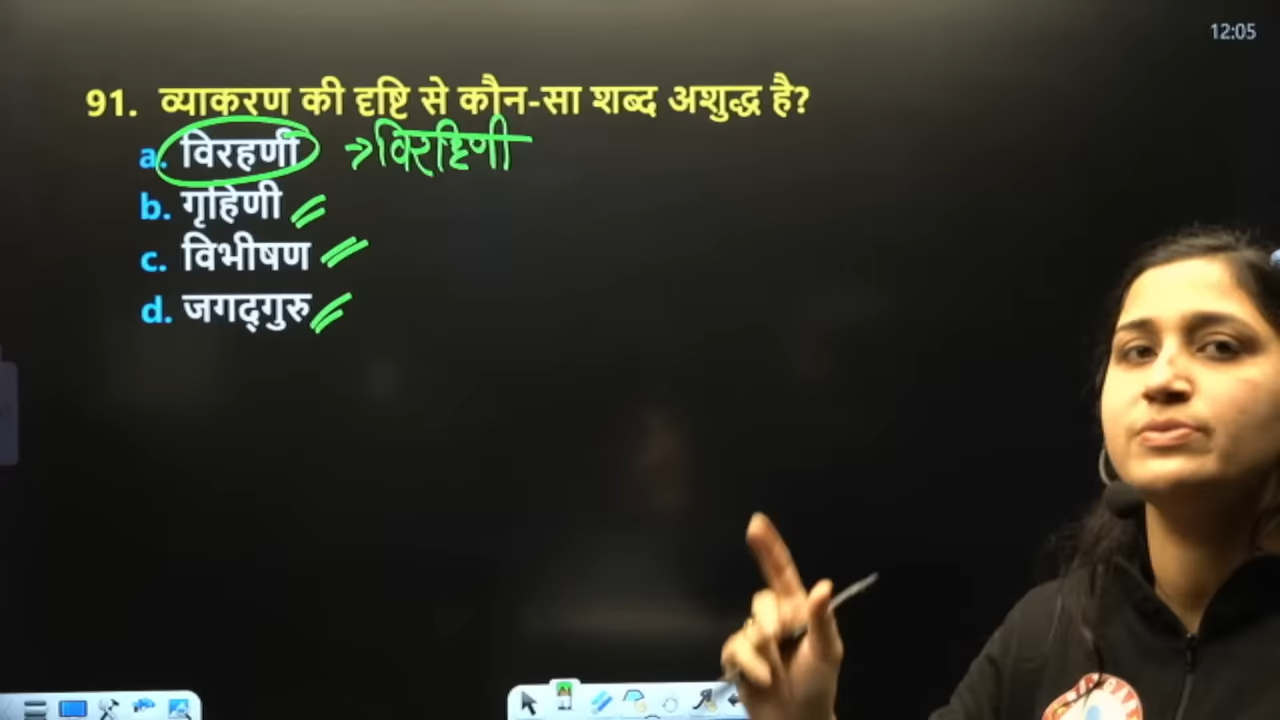 12:05
91. व्याकरण की दृष्टि से कौन-सा शब्द अशुद्ध है?
a. विरहणी → विरहिणी
b. गृहिणी
c. विभीषण
d. जगद्‌गुरु